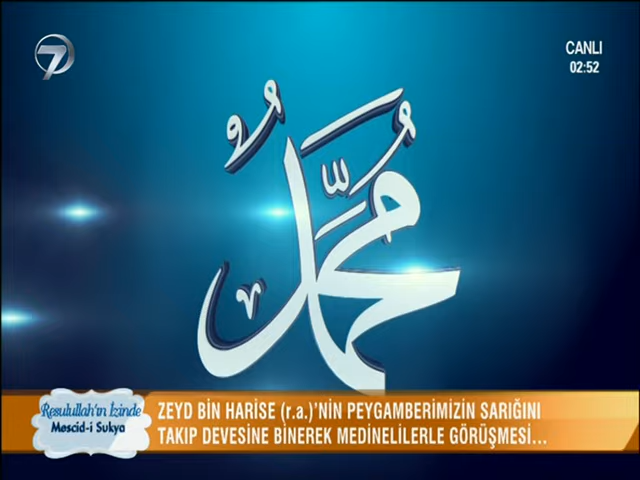 7
CANLI
02:52
مُحَمَّدٌ
Resulullah'ın İzinde
Mescid-i Sukya
ZEYD BİN HARİSE (r.a.)'NİN PEYGAMBERİMİZİN SARIĞINI
TAKIP DEVESİNE BİNEREK MEDİNELİLERLE GÖRÜŞMESİ...